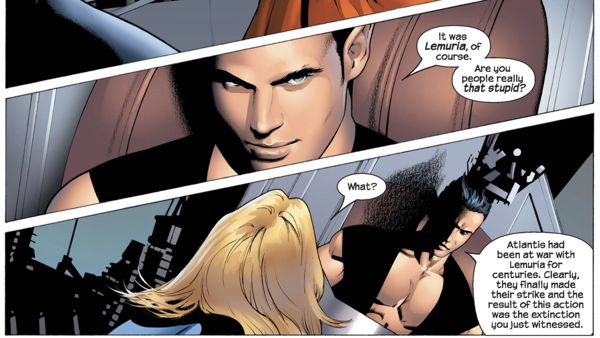 It was
Lemuria, of
course.
Are you
people really
that stupid?
What?
Atlantis had
been at war with
Lemuria for
centuries. Clearly,
they finally made
their strike and the
result of this action
was the extinction
you just witnessed.